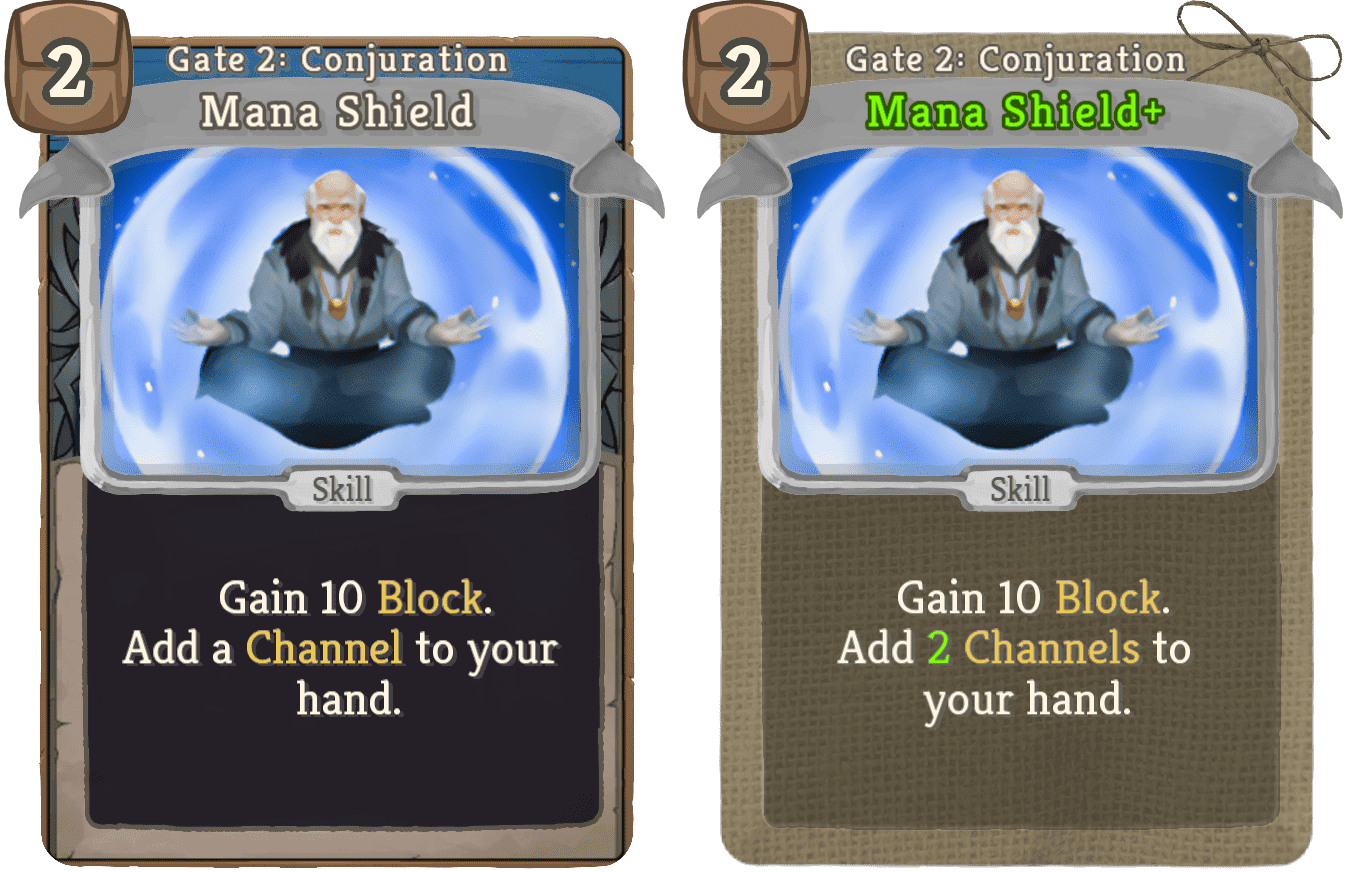 2
Gate 2: Conjuration
Mana Shield
Skill
Gain 10 Block.
Add a Channel to your
hand.
2
Gate 2: Conjuration
Mana Shield+
Skill
Gain 10 Block.
Add 2 Channels to
your hand.